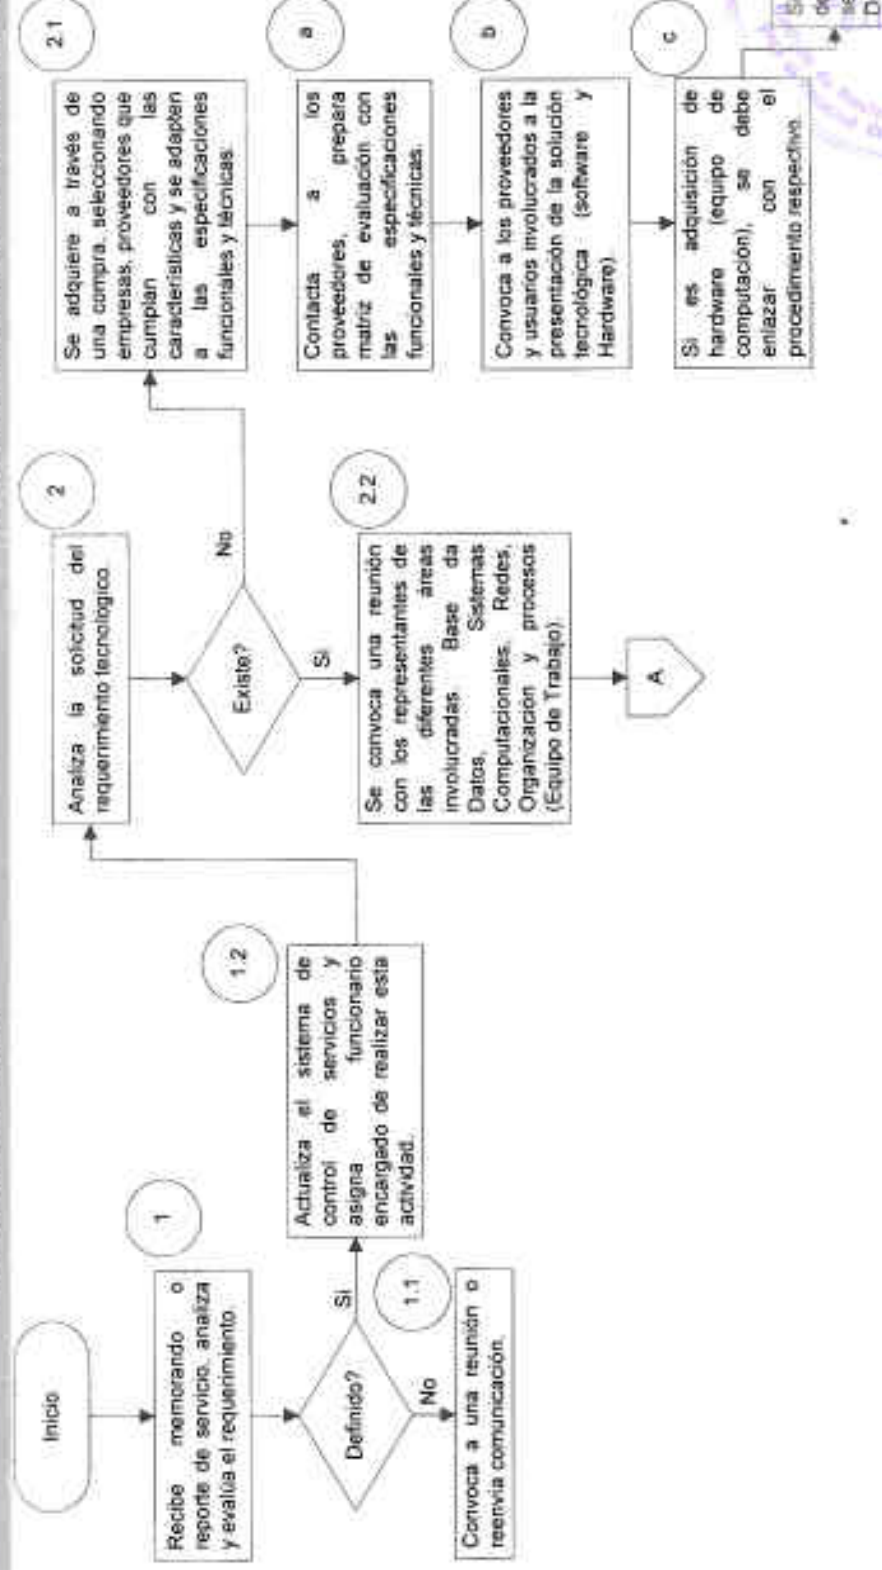 Inicio
1
Recibe memorando o
reporte de servicio, analiza
y evalúa el requerimiento.
Definido?
Si
No
1.1
Convoca a una reunión o
reenvía comunicación.
1.2
Actualiza el sistema de
control de servicios y
asigna funcionario
encargado de realizar esta
actividad.
2
Analiza la solicitud del
requerimiento tecnológico.
Existe?
No
Si
2.2
Se convoca una reunión
con los representantes de
las diferentes áreas
involucradas Base da
Datos, Sistemas
Computacionales, Redes,
Organización y procesos
(Equipo de Trabajo).
A
2.1
Se adquiere a través de
una compra, seleccionando
empresas, proveedores que
cumplan con las
características y se adapten
a las especificaciones
funcionales y técnicas.
a
Contacta a los
proveedores, prepara
matriz de evaluación con
las especificaciones
funcionales y técnicas.
b
Convoca a los proveedores
y usuarios involucrados a la
presentación de la solución
tecnológica (software y
Hardware).
c
Si es adquisición de
hardware (equipo de
computación), se debe
enlazar con el
procedimiento respectivo.